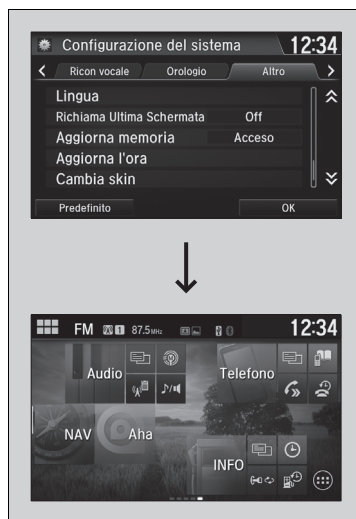 Configurazione del sistema 12:34
Ricon vocale Orologio Altro
Lingua
Richiama Ultima Schermata Off
Aggiorna memoria Acceso
Aggiorna l'ora
Cambia skin
Predefinito OK
FM 1 87.5MHz 12:34
Audio Telefono
NAV Aha
INFO